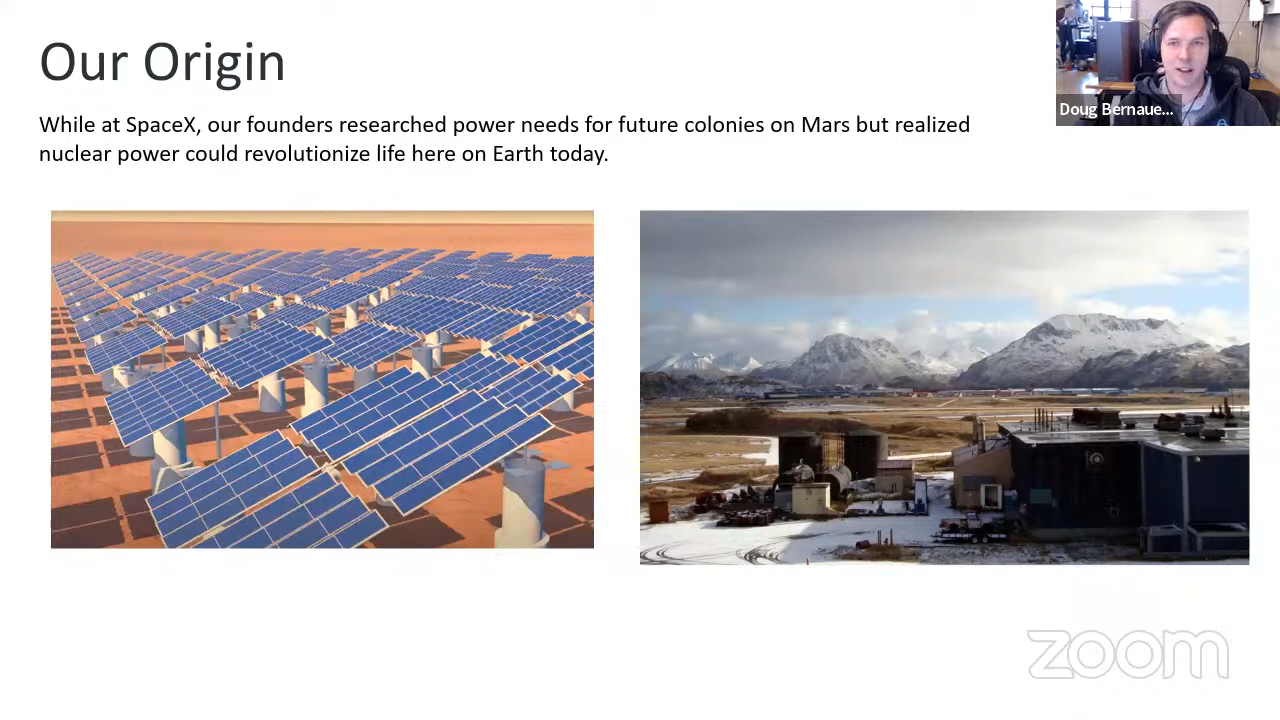 Our Origin
While at SpaceX, our founders researched power needs for future colonies on Mars but realized
nuclear power could revolutionize life here on Earth today.
Doug Bernaue...
zoom